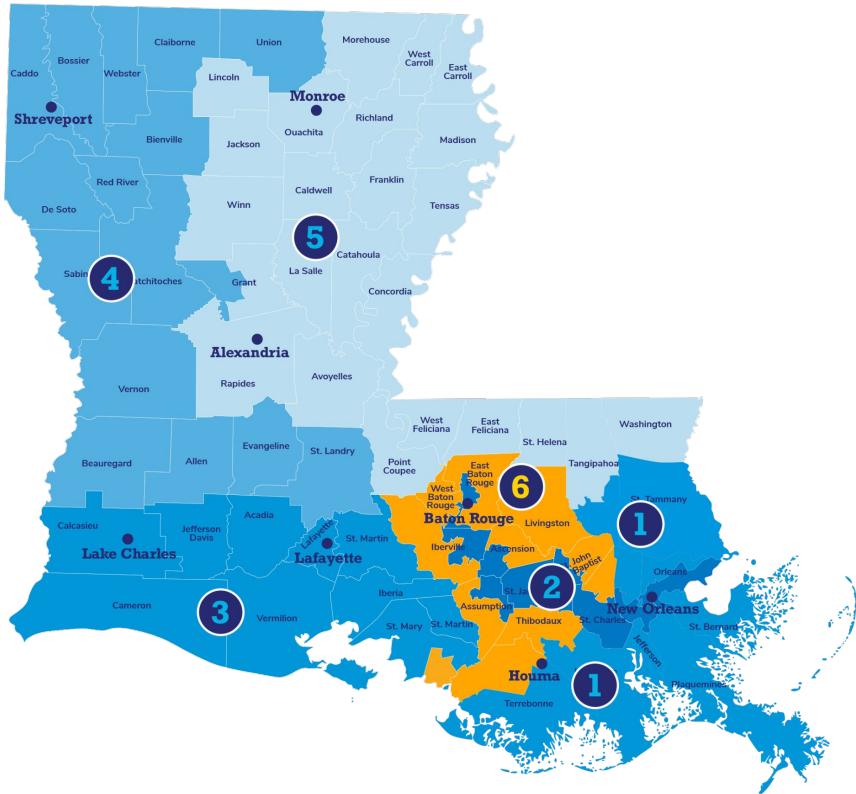 Claiborne
Union
Morehouse
West
Carroll
East
Carroll
Bossier
Caddo
Webster
Lincoln
Monroe
Shreveport
Ouachita
Richland
Bienville
Jackson
Madison
Red River
Caldwell
Franklin
De Soto
Winn
Tensas
5
Catahoula
Sabin
4
tchitoches
Grant
La Salle
Concordia
Alexandria
Rapides
Avoyelles
Vernon
West
Feliciana
East
Feliciana
St. Helena
Washington
Evangeline
St. Landry
Beauregard
Allen
Point
Coupee
East
Baton
Rouge
Tangipahoa
6
West
Baton
Rouge
St. Tammany
1
Calcasieu
Jefferson
Davis
Acadia
Lafayette
St. Martin
Baton Rouge
Livingston
Lake Charles
Lafayette
Iberville
Ascension
John
Baptist
Orleans
Cameron
3
Vermilion
Iberia
St. Mary
St. Martin
Assumption
St. Ja
2
New Orleans
Thibodaux
St. Charles
St. Bernard
Jefferson
Houma
1
Plaquemines
Terrebonne